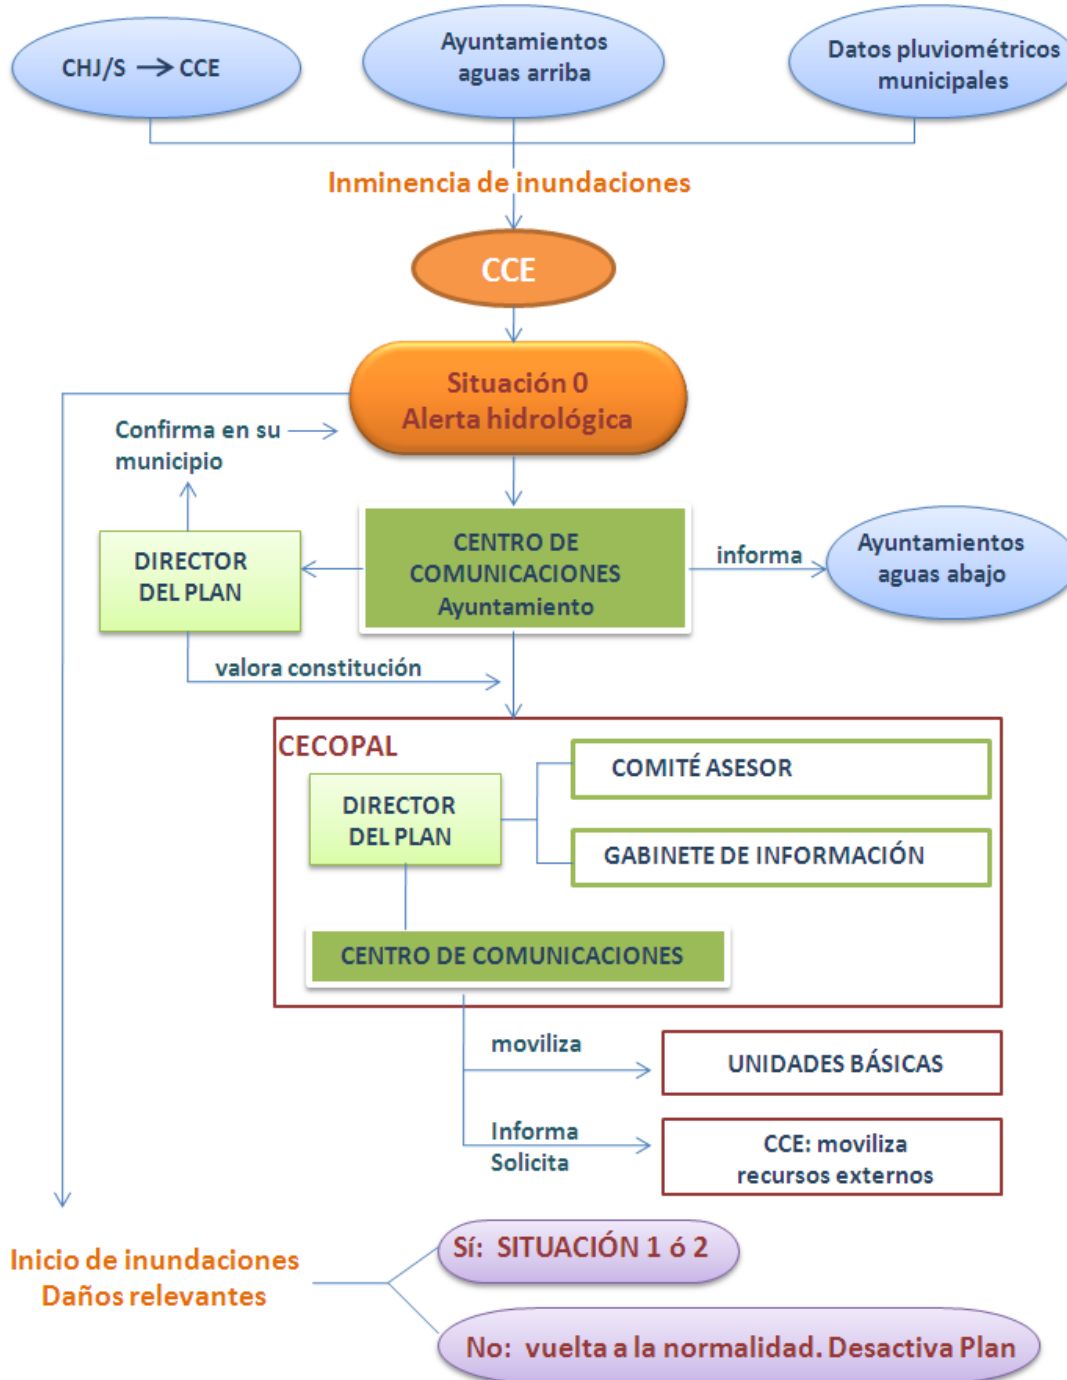 CHJ/S → CCE
Ayuntamientos
aguas arriba
Datos pluviométricos
municipales
Inminencia de inundaciones
CCE
Situación 0
Alerta hidrológica
Confirma en su
municipio
DIRECTOR
DEL PLAN
CENTRO DE
COMUNICACIONES
Ayuntamiento
informa
Ayuntamientos
aguas abajo
valora constitución
CECOPAL
DIRECTOR
DEL PLAN
COMITÉ ASESOR
GABINETE DE INFORMACIÓN
CENTRO DE COMUNICACIONES
moviliza
UNIDADES BÁSICAS
Informa
Solicita
CCE: moviliza
recursos externos
Inicio de inundaciones
Daños relevantes
Sí: SITUACIÓN 1 ó 2
No: vuelta a la normalidad. Desactiva Plan